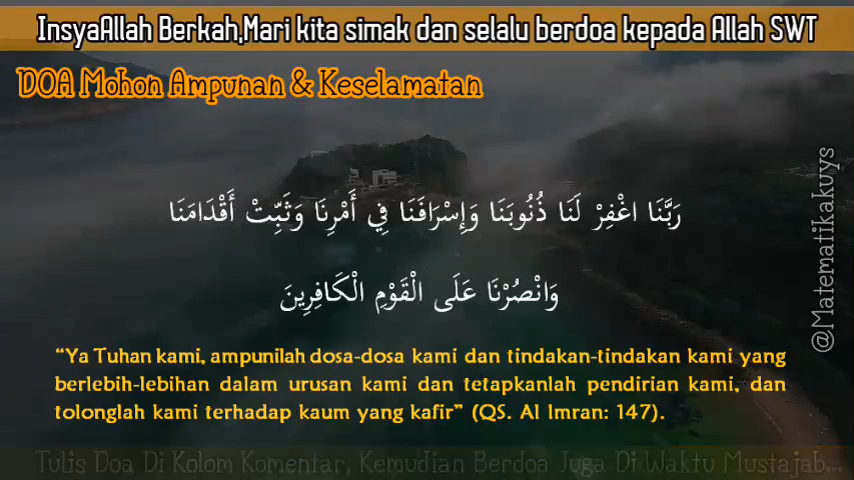 InsyaAllah Berkah,Mari kita simak dan selalu berdoa kepada Allah SWT
DOA Mohon Ampunan & Keselamatan
رَبَّنَا اغْفِرْ لَنَا ذُنُوبَنَا وَإِسْرَافَنَا فِي أَمْرِنَا وَثَبِّتْ أَقْدَامَنَا
وَانْصُرْنَا عَلَى الْقَوْمِ الْكَافِرِينَ
“Ya Tuhan kami, ampunilah dosa-dosa kami dan tindakan-tindakan kami yang
berlebih-lebihan dalam urusan kami dan tetapkanlah pendirian kami, dan
tolonglah kami terhadap kaum yang kafir” (QS. Al Imran: 147).
@Matematikakuys
Tulis Doa Di Kolom Komentar, Kemudian Berdoa Juga Di Waktu Mustajab...